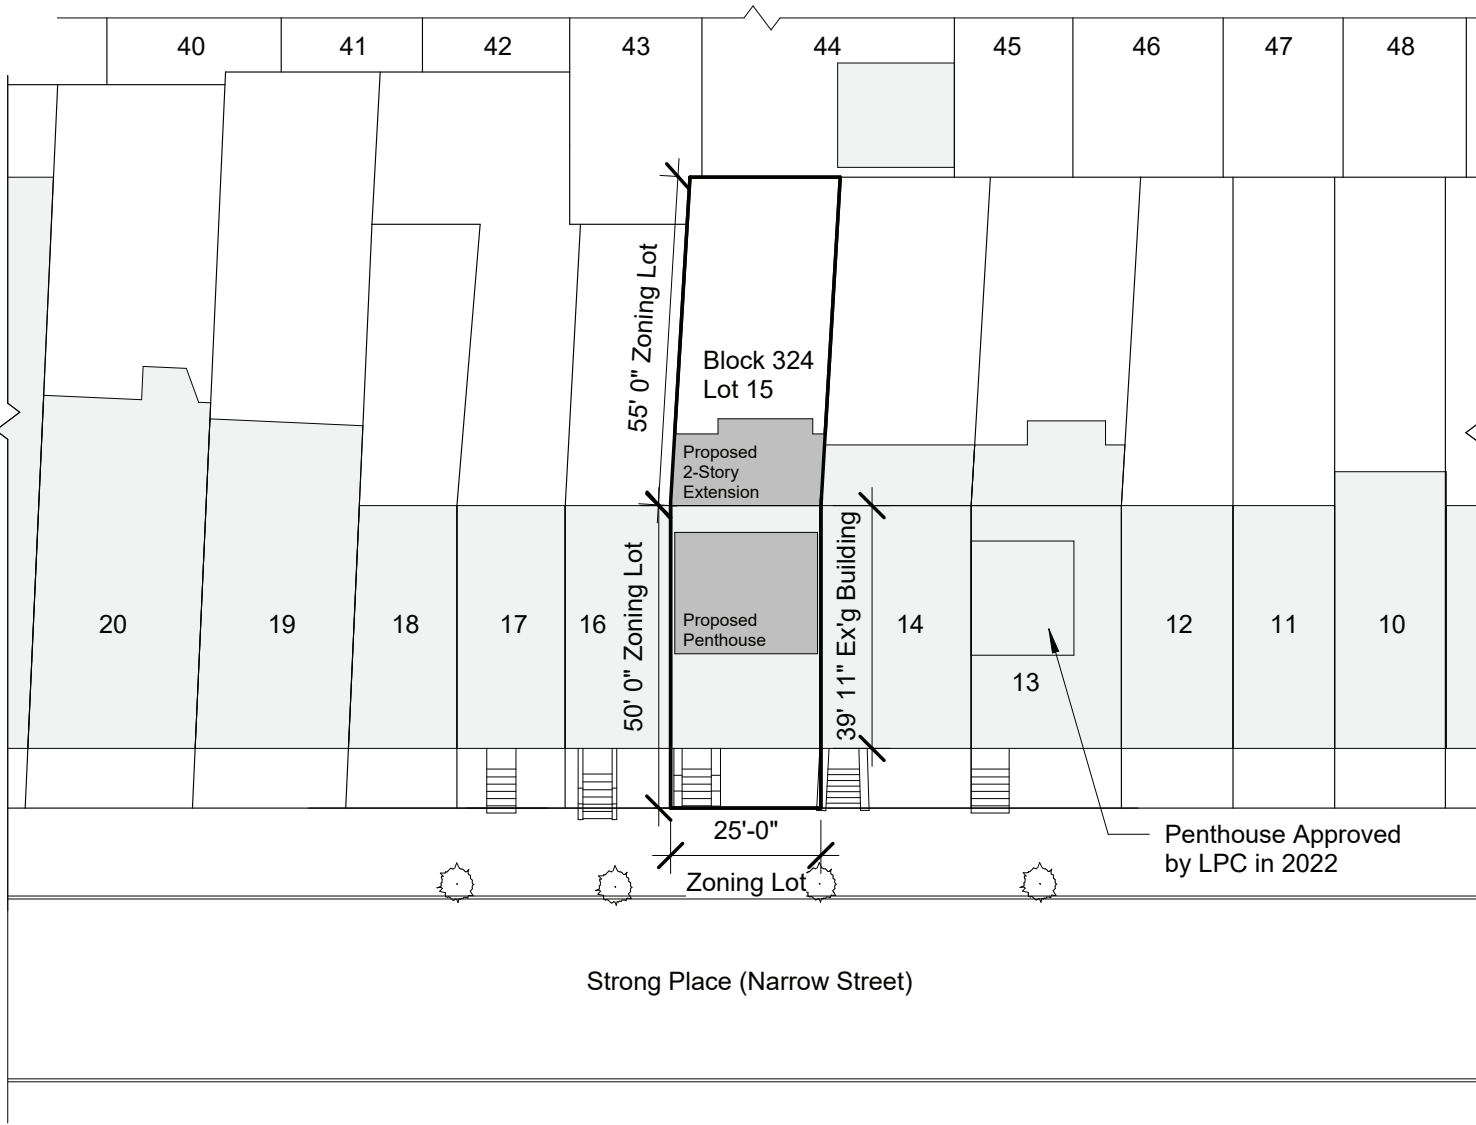 40
41
42
43
44
45
46
47
48
55' 0" Zoning Lot
Block 324
Lot 15
Proposed
2-Story
Extension
50' 0" Zoning Lot
39' 11" Ex'g Building
20
19
18
17
16
Proposed
Penthouse
14
13
12
11
10
25'-0"
Zoning Lot
Penthouse Approved
by LPC in 2022
Strong Place (Narrow Street)